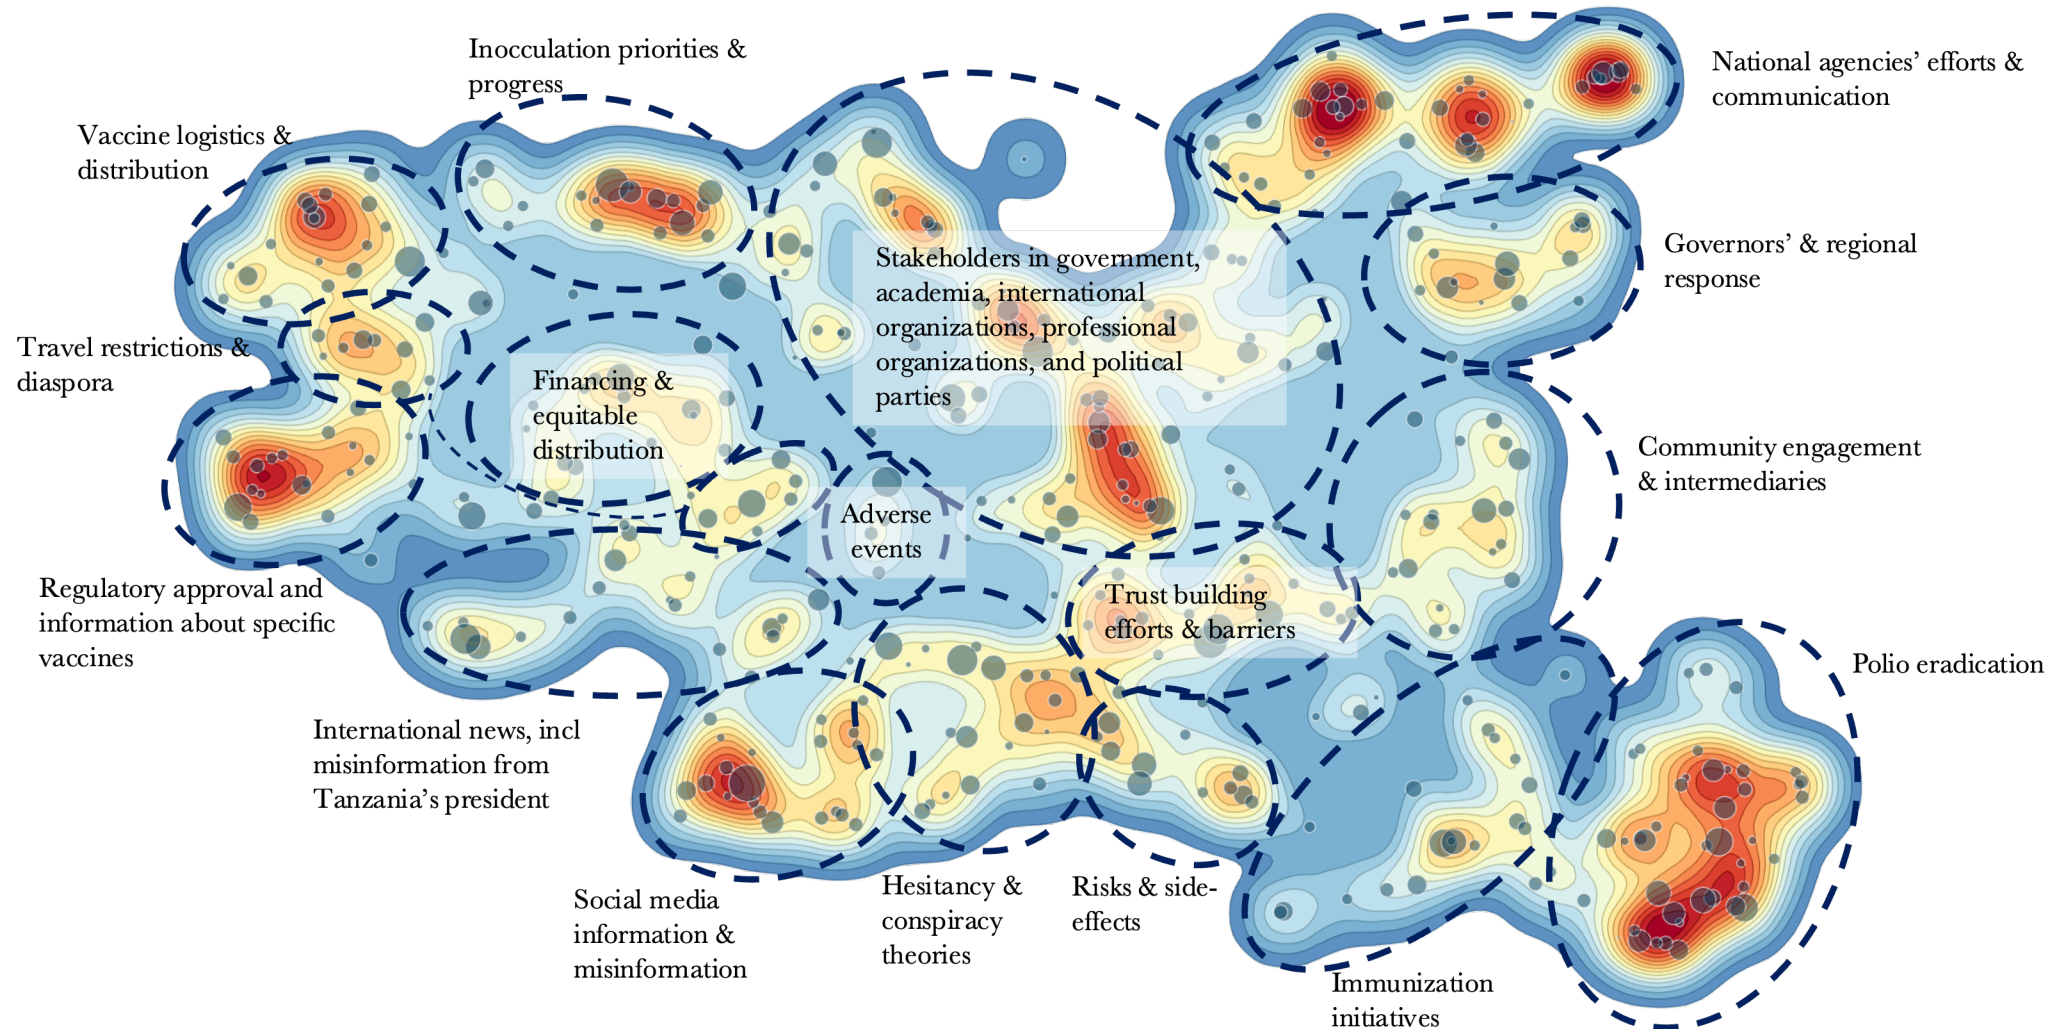 Inocculation priorities &
progress
National agencies’ efforts &
communication
Vaccine logistics &
distribution
Governors’ & regional
response
Stakeholders in government,
academia, international
organizations, professional
organizations, and political
parties
Travel restrictions &
diaspora
Financing &
equitable
distribution
Community engagement
& intermediaries
Adverse
events
Regulatory approval and
information about specific
vaccines
Trust building
efforts & barriers
Polio eradication
International news, incl
misinformation from
Tanzania’s president
Social media
information &
misinformation
Hesitancy &
conspiracy
theories
Risks & side-
effects
Immunization
initiatives